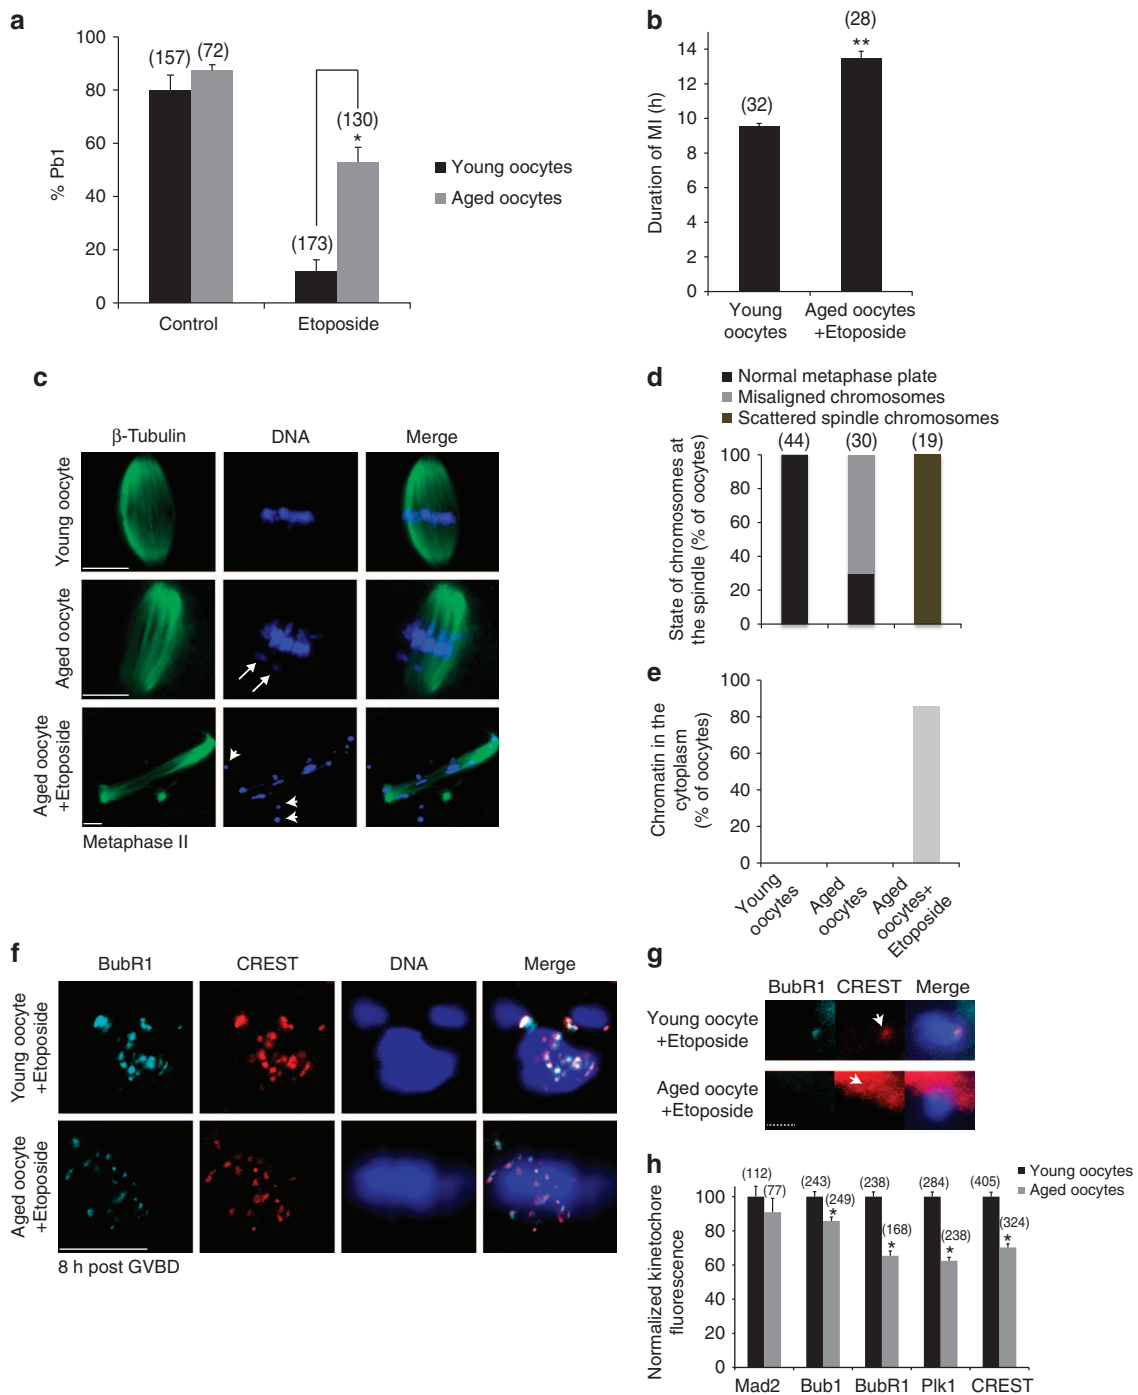 a
% Pb1
100
80
60
40
20
0
(157)
(72)
(173)
(130)
*
Control
Etoposide
Young oocytes
Aged oocytes
b
Duration of MI (h)
14
12
10
8
6
4
2
0
(32)
(28)
**
Young
oocytes
Aged oocytes
+Etoposide
c
β-Tubulin
DNA
Merge
Young oocyte
Aged oocyte
Aged oocyte
+Etoposide
Metaphase II
d
Normal metaphase plate
Misaligned chromosomes
Scattered spindle chromosomes
State of chromosomes at
the spindle (% of oocytes)
(44)
(30)
(19)
100
80
60
40
20
0
e
Chromatin in the
cytoplasm
(% of oocytes)
100
80
60
40
20
0
Young
oocytes
Aged
oocytes
Aged
oocytes+
Etoposide
f
BubR1
CREST
DNA
Merge
Young oocyte
+Etoposide
Aged oocyte
+Etoposide
8 h post GVBD
g
BubR1
CREST
Merge
Young oocyte
+Etoposide
Aged oocyte
+Etoposide
h
Young oocytes
Aged oocytes
Normalized kinetochore
fluorescence
100
80
60
40
20
0
(112)
(77)
(243)
(249)
*
(238)
(168)
*
(284)
(238)
*
(405)
(324)
*
Mad2
Bub1
BubR1
Plk1
CREST